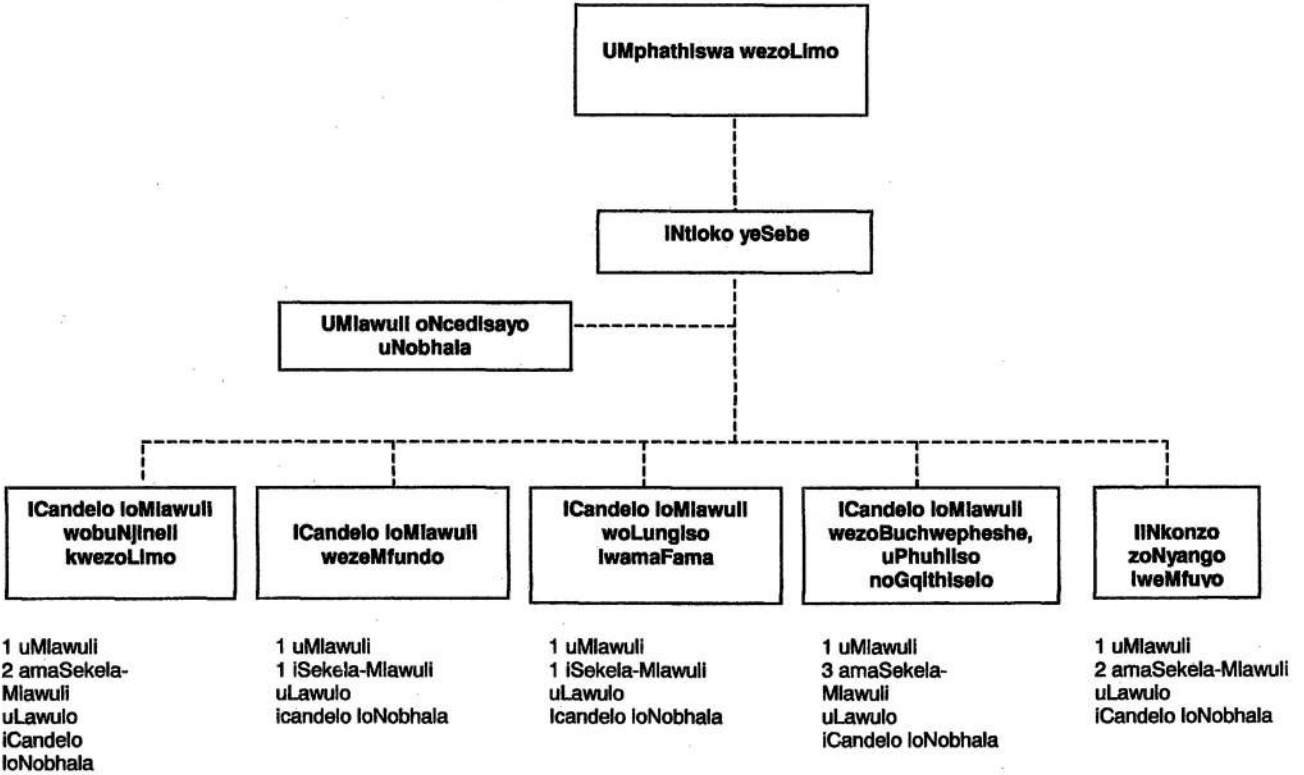 UMphathiswa wezoLimo
INtloko yeSebe
UMlawuli oNcedisayo
uNobhala
ICandelo loMlawuli
wobuNjineli
kwezoLimo
ICandelo loMlawuli
wezeMfundo
ICandelo loMlawuli
woLungiso
lwamaFama
ICandelo loMlawuli
wezoBuchwepheshe,
uPhuhliso
noGqithiselo
IiNkonzo
zoNyango
lweMfuyo
1 uMlawuli
2 amaSekela-
Mlawuli
uLawulo
iCandelo
loNobhala
1 uMlawuli
1 iSekela-Mlawuli
uLawulo
icandelo loNobhala
1 uMlawuli
1 iSekela-Mlawuli
uLawulo
Icandelo loNobhala
1 uMlawuli
3 amaSekela-
Mlawuli
uLawulo
iCandelo loNobhala
1 uMlawuli
2 amaSekela-Mlawuli
uLawulo
iCandelo loNobhala